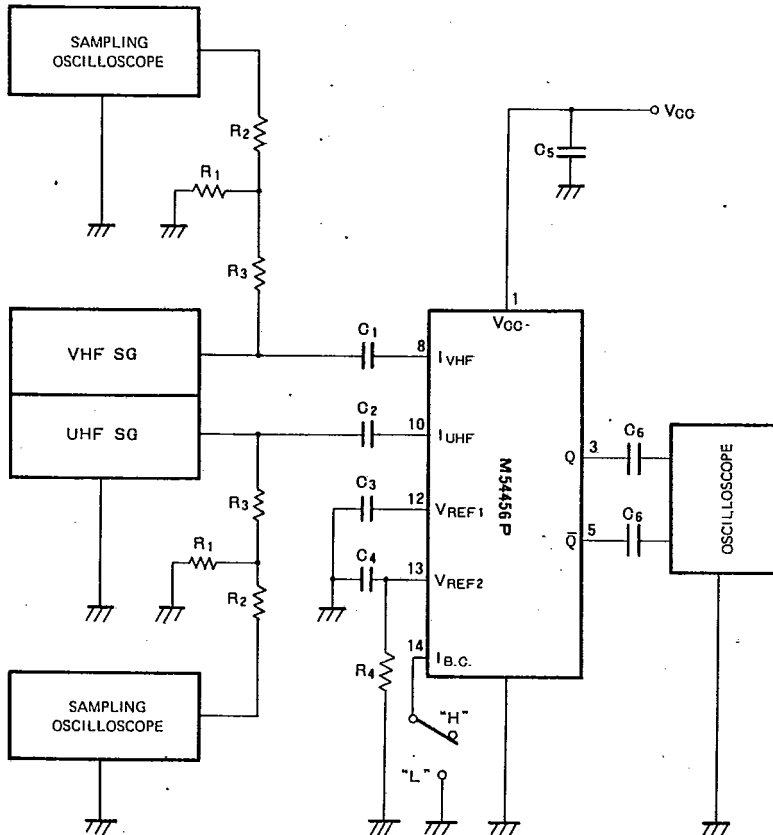 SAMPLING
OSCILLOSCOPE
R2
R1
R3
VCC
C5
1
VCC
VHF SG
C1
8
IVHF
UHF SG
C2
10
IUHF
M54456P
Q
3
C6
C3
12
VREF1
R3
Q̅
5
C6
OSCILLOSCOPE
R1
C4
13
VREF2
R2
14
IB.C.
R4
SAMPLING
OSCILLOSCOPE
"H"
"L"